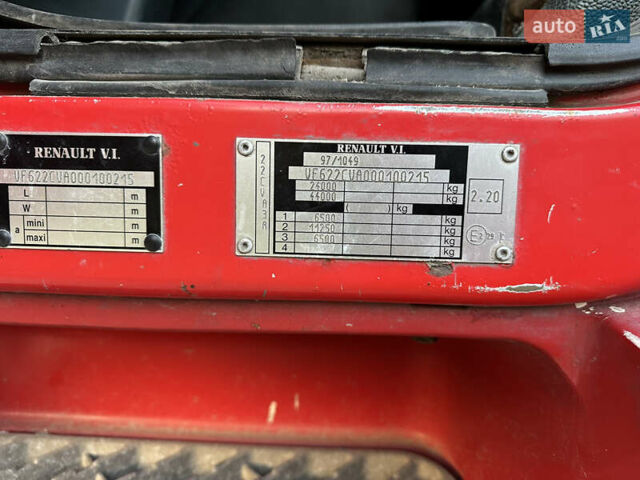 auto RIA
RENAULT V.I.
VF622CVA000100215
L m
W m
a mini m
maxi m
RENAULT V.I.
97/1049
VF622CVA000100215
26000 kg
44000 kg
( ) kg
1 6500 kg
2 11250 kg
3 6500 kg
4 kg
22CVA3A
2.20